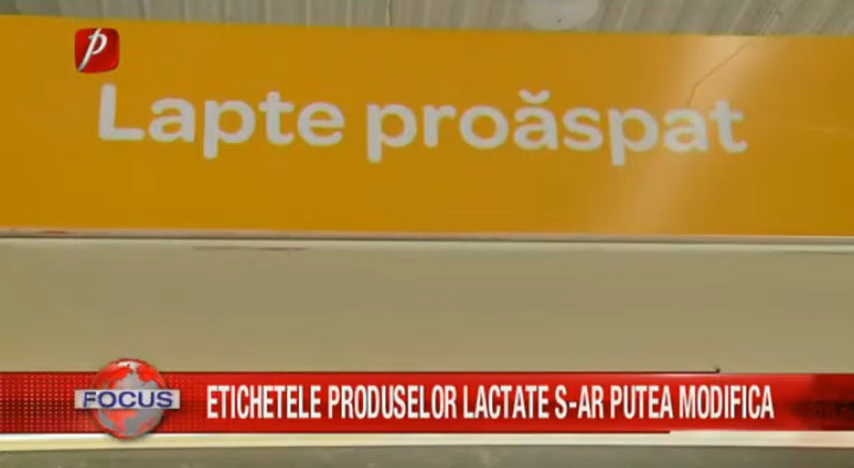 p
Lapte proăspat
FOCUS
ETICHETELE PRODUSELOR LACTATE S-AR PUTEA MODIFICA